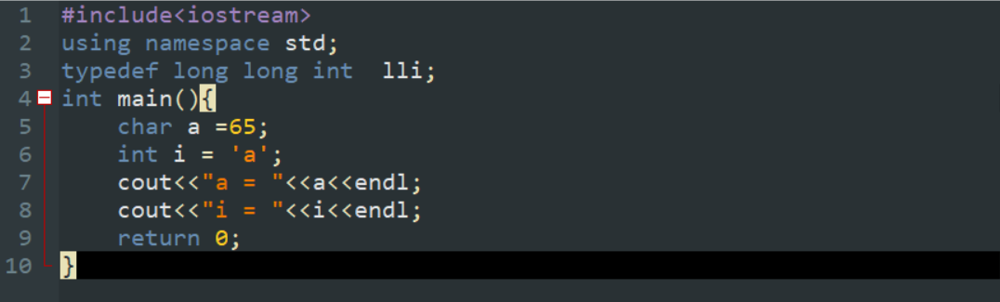 1 #include<iostream>
2 using namespace std;
3 typedef long long int  lli;
4 int main(){
5     char a =65;
6     int i = 'a';
7     cout<<"a = "<<a<<endl;
8     cout<<"i = "<<i<<endl;
9     return 0;
10 }